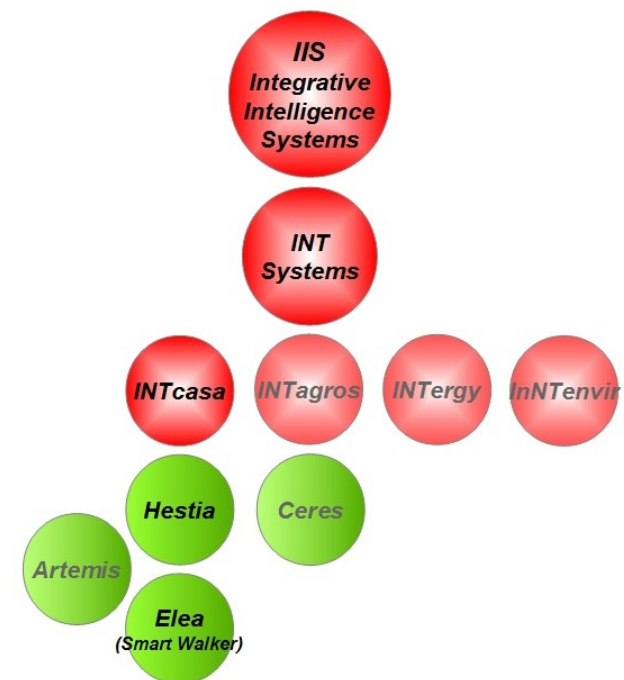 IIS
Integrative
Intelligence
Systems
INT
Systems
INTcasa
INTagros
INTergy
InNTenvir
Hestia
Ceres
Artemis
Elea
(Smart Walker)